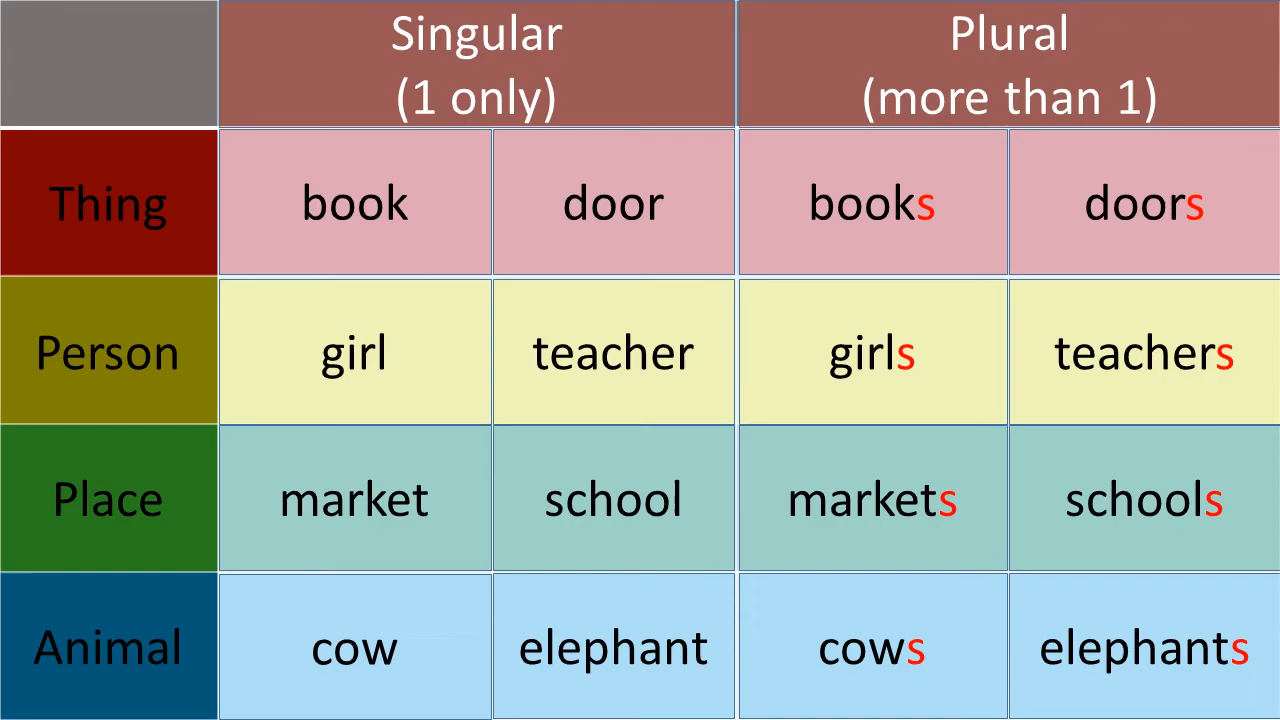 Singular
(1 only)
Plural
(more than 1)
Thing book door books doors
Person girl teacher girls teachers
Place market school markets schools
Animal cow elephant cows elephants